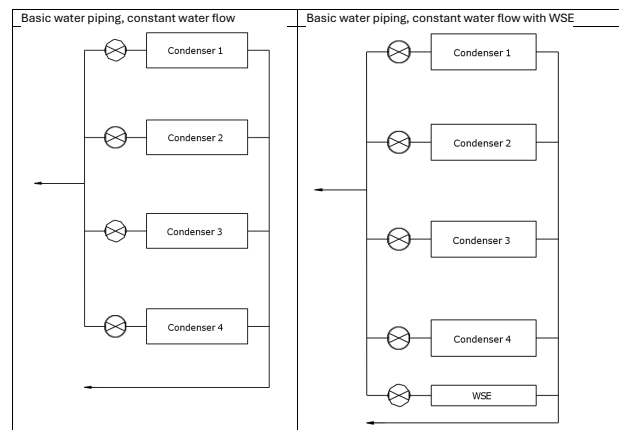 Basic water piping, constant water flow
Condenser 1
Condenser 2
Condenser 3
Condenser 4
Basic water piping, constant water flow with WSE
Condenser 1
Condenser 2
Condenser 3
Condenser 4
WSE